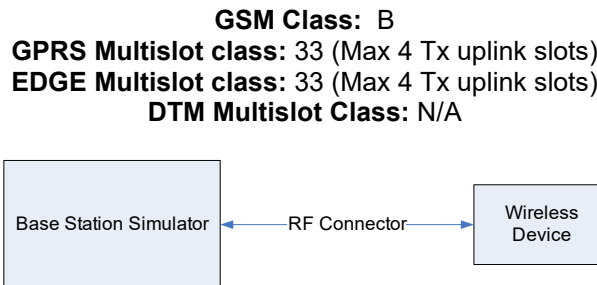 GSM Class: B
GPRS Multislot class: 33 (Max 4 Tx uplink slots)
EDGE Multislot class: 33 (Max 4 Tx uplink slots)
DTM Multislot Class: N/A
Base Station Simulator
RF Connector
Wireless
Device